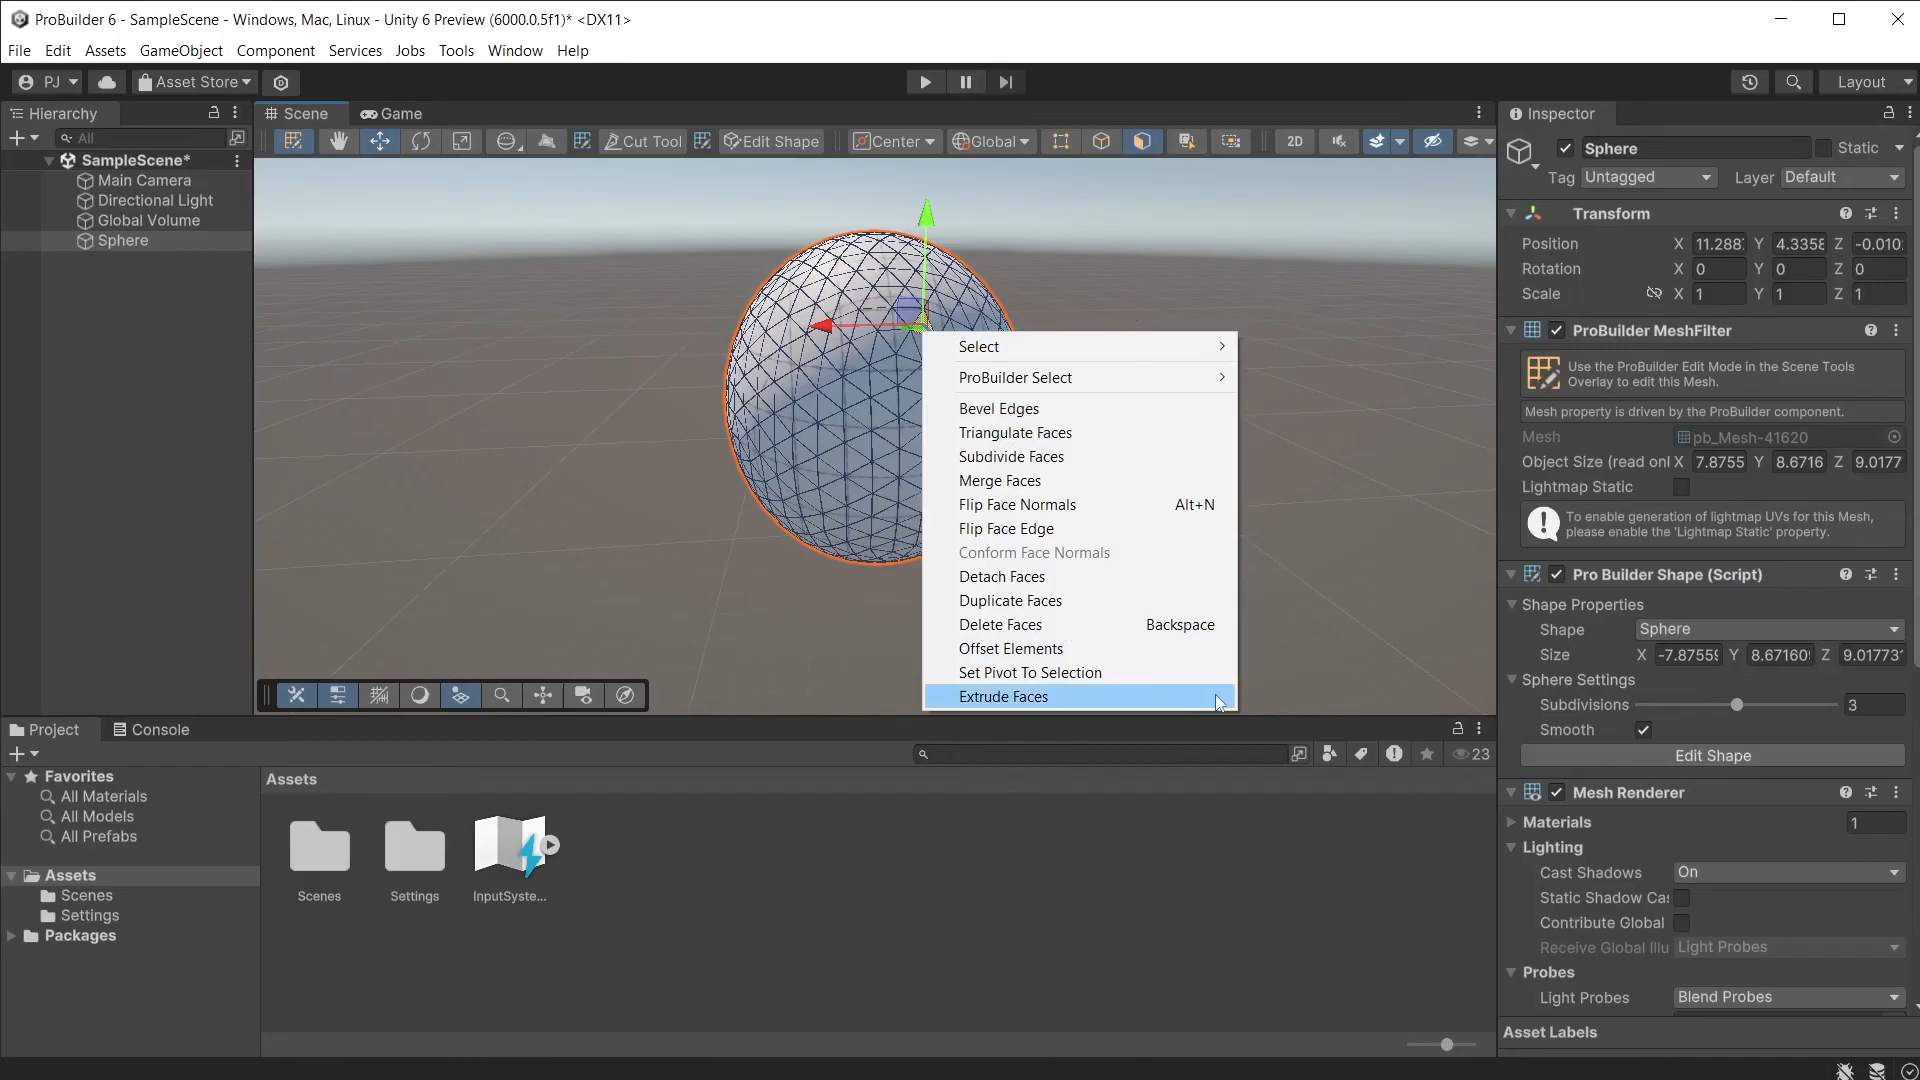 ProBuilder 6 - SampleScene - Windows, Mac, Linux - Unity 6 Preview (6000.0.5f1)* <DX11>
File Edit Assets GameObject Component Services Jobs Tools Window Help
PJ Asset Store Layout
Hierarchy
All
SampleScene*
Main Camera
Directional Light
Global Volume
Sphere
Scene Game
Cut Tool Edit Shape Center Global 2D
Select
ProBuilder Select
Bevel Edges
Triangulate Faces
Subdivide Faces
Merge Faces
Flip Face Normals Alt+N
Flip Face Edge
Conform Face Normals
Detach Faces
Duplicate Faces
Delete Faces Backspace
Offset Elements
Set Pivot To Selection
Extrude Faces
Inspector
Sphere Static
Tag Untagged Layer Default
Transform
Position X 11.288 Y 4.3358 Z -0.010
Rotation X 0 Y 0 Z 0
Scale X 1 Y 1 Z 1
ProBuilder MeshFilter
Use the ProBuilder Edit Mode in the Scene Tools
Overlay to edit this Mesh.
Mesh property is driven by the ProBuilder component.
Mesh pb_Mesh-41620
Object Size (read onl X 7.8755 Y 8.6716 Z 9.0177
Lightmap Static
To enable generation of lightmap UVs for this Mesh,
please enable the 'Lightmap Static' property.
Pro Builder Shape (Script)
Shape Properties
Shape Sphere
Size X -7.8755 Y 8.67160 Z 9.01773
Sphere Settings
Subdivisions 3
Smooth
Edit Shape
Mesh Renderer
Materials 1
Lighting
Cast Shadows On
Static Shadow Cas
Contribute Global
Receive Global Illu Light Probes
Probes
Light Probes Blend Probes
Asset Labels
Project Console
23
Favorites
All Materials
All Models
All Prefabs
Assets
Scenes
Settings
Packages
Assets
Scenes Settings InputSyste...